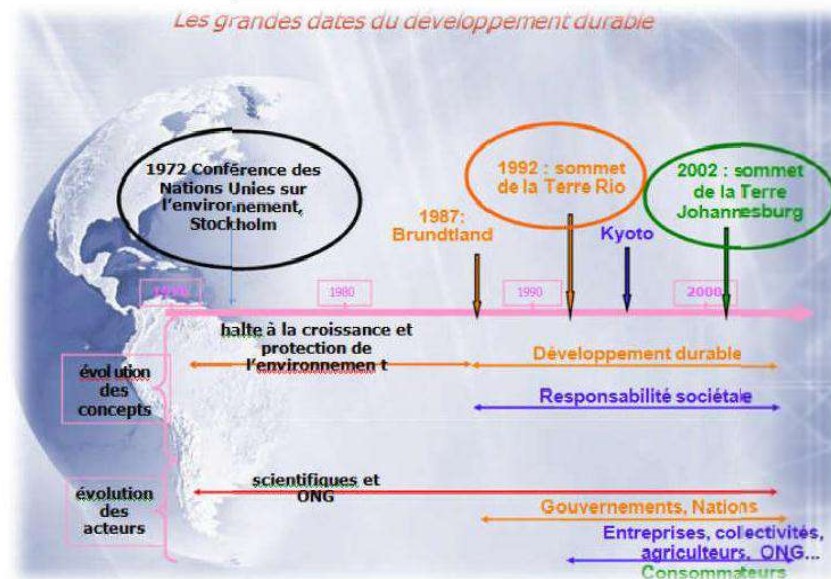 Les grandes dates du développement durable
1972 Conférence des
Nations Unies sur
l'environnement,
Stockholm
1987:
Brundtland
1992 : sommet
de la Terre Rio
Kyoto
2002 : sommet
de la Terre
Johannesburg
1980
1990
2000
halte à la croissance et
protection de
l'environnemen t
Développement durable
évol ution
des
concepts
Responsabilité sociétale
scientifiques et
ONG
évolution
des
acteurs
Gouvernements, Nations
Entreprises, collectivités,
agriculteurs, ONG...
Consommateurs